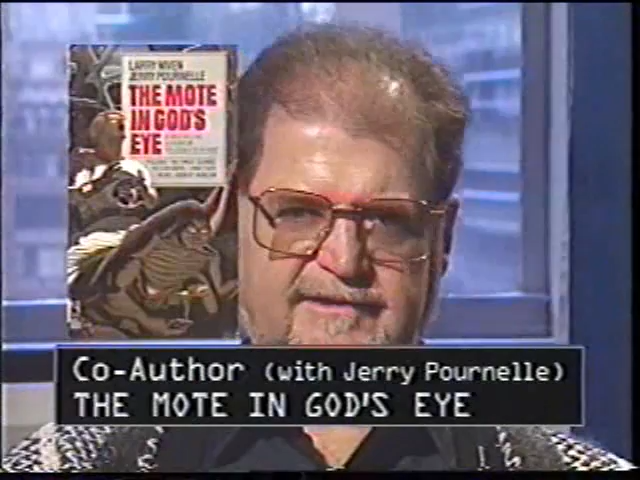 LARRY NIVEN
JERRY POURNELLE
THE MOTE
IN GOD'S
EYE
Co-Author (with Jerry Pournelle)
THE MOTE IN GOD'S EYE